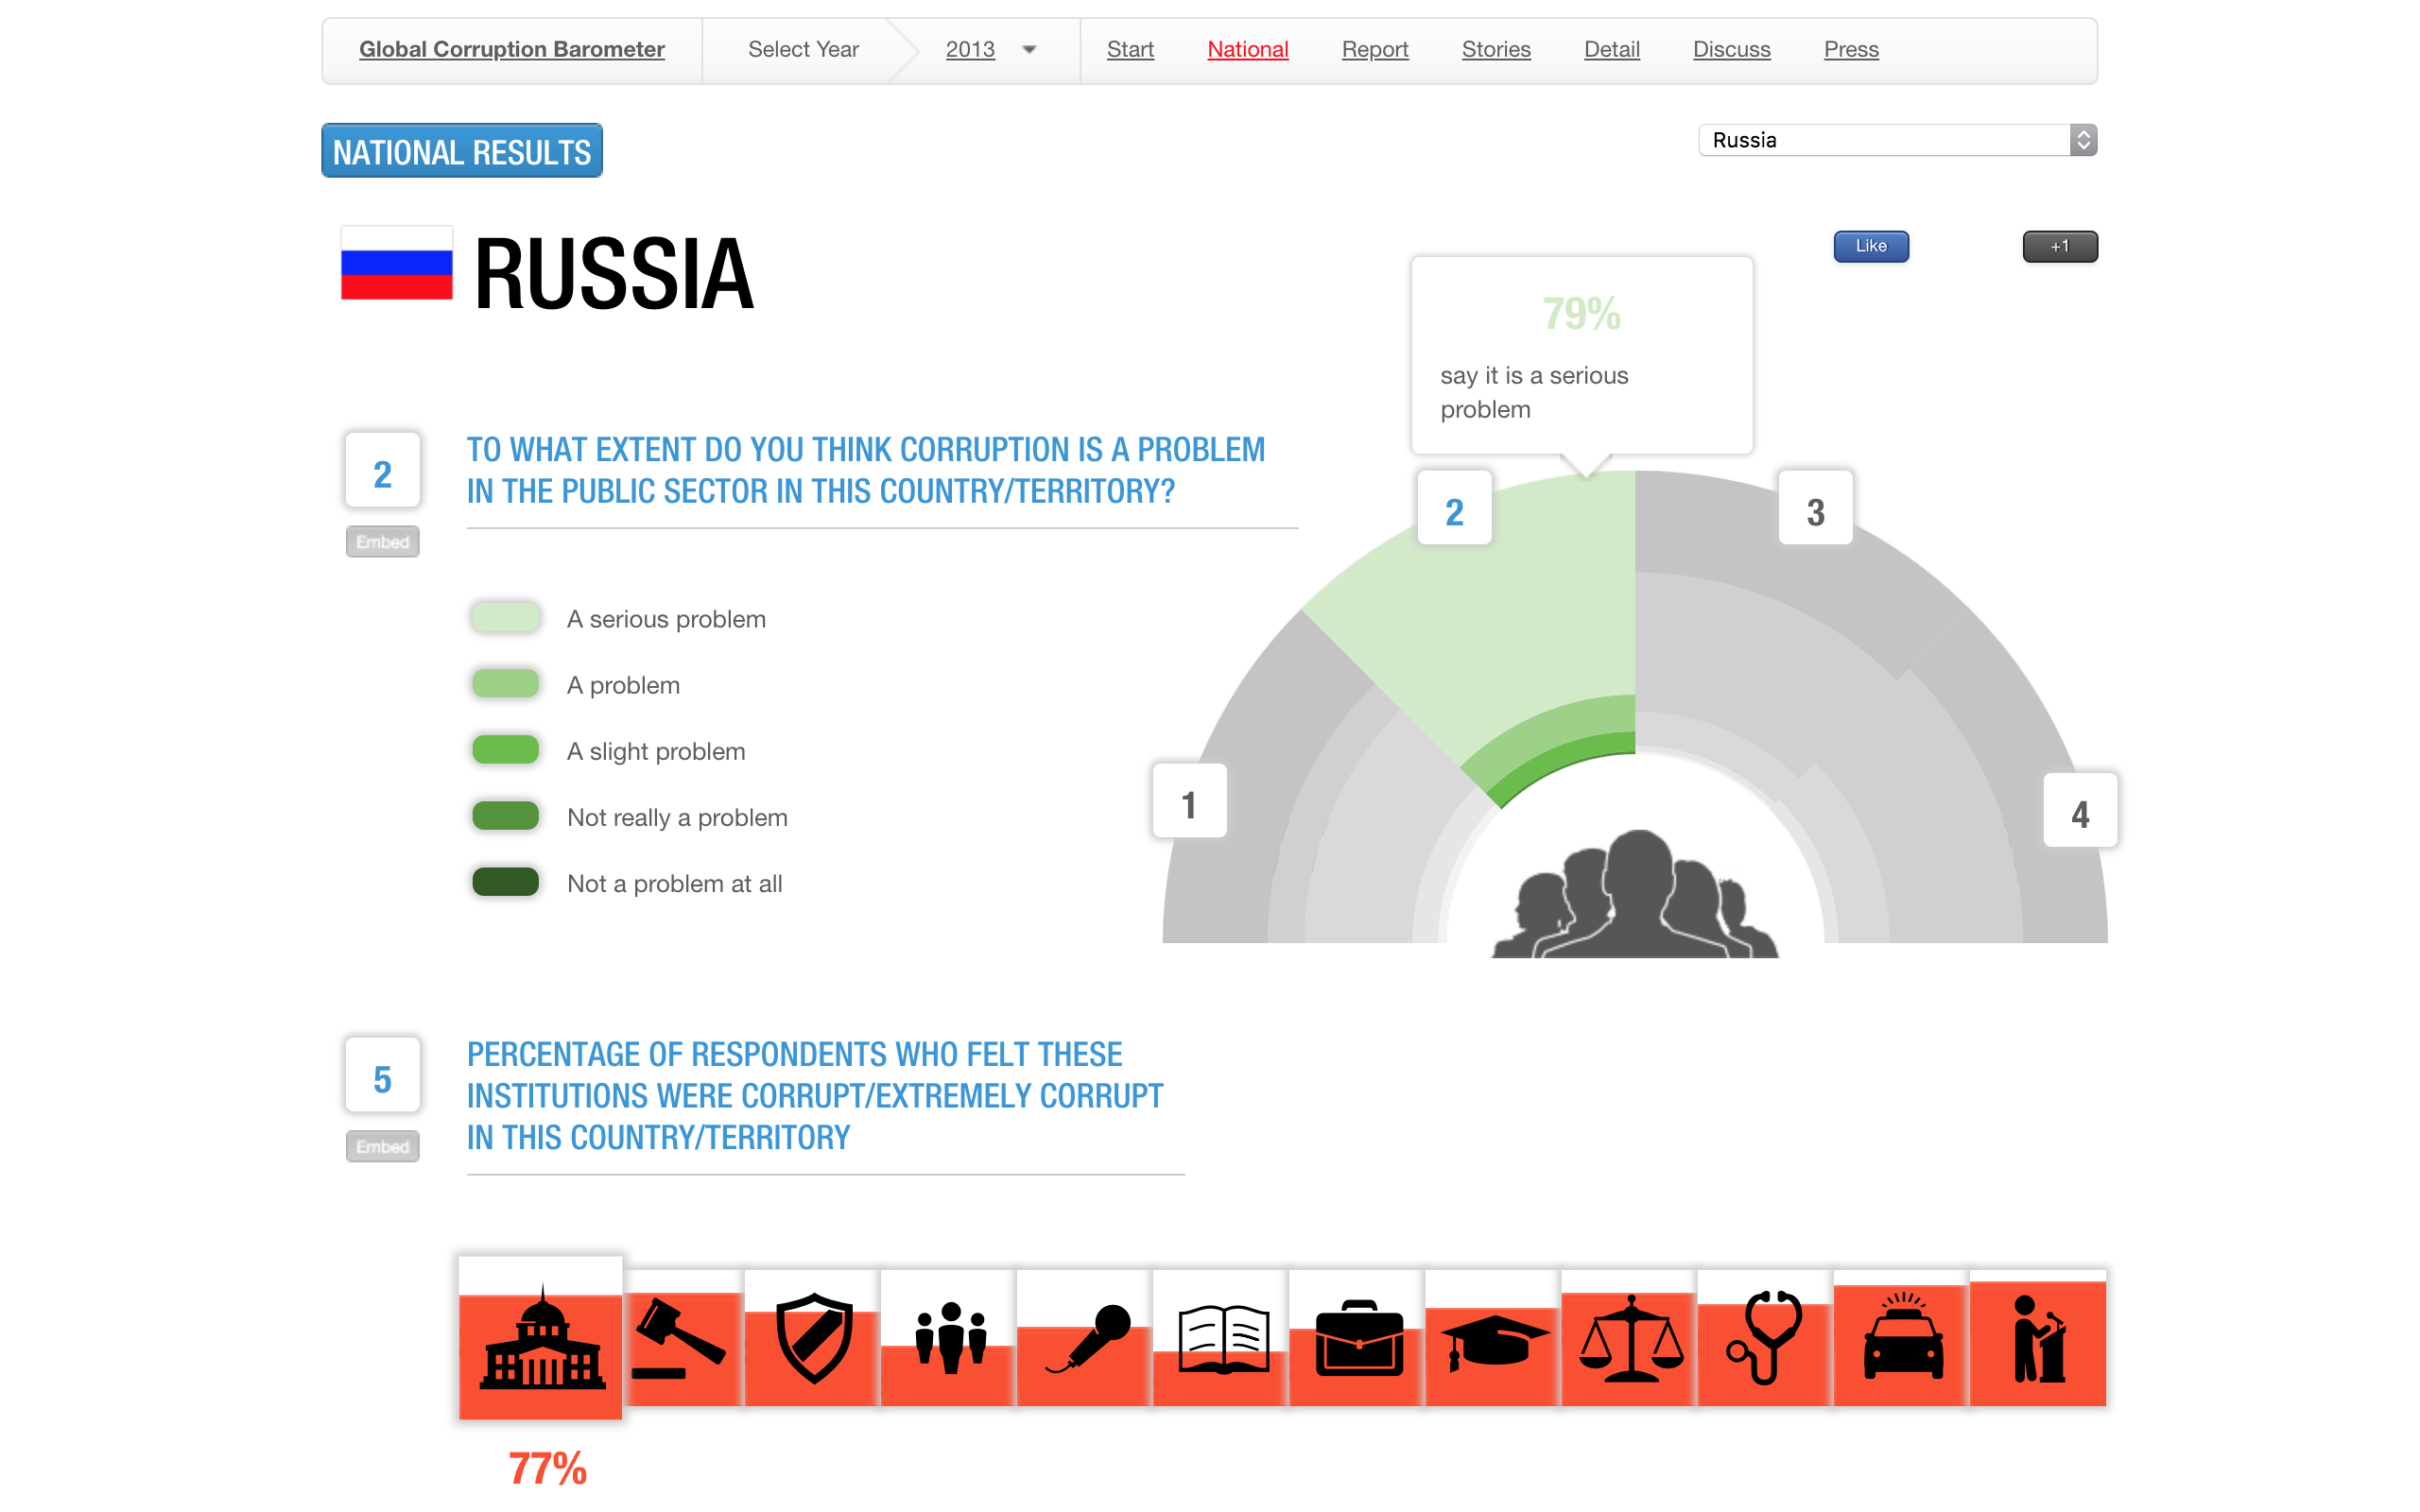 Global Corruption Barometer
Select Year
2013
Start
National
Report
Stories
Detail
Discuss
Press
NATIONAL RESULTS
Russia
RUSSIA
Like
+1
79%
say it is a serious
problem
2
Embed
TO WHAT EXTENT DO YOU THINK CORRUPTION IS A PROBLEM
IN THE PUBLIC SECTOR IN THIS COUNTRY/TERRITORY?
A serious problem
A problem
A slight problem
Not really a problem
Not a problem at all
1
2
3
4
5
Embed
PERCENTAGE OF RESPONDENTS WHO FELT THESE
INSTITUTIONS WERE CORRUPT/EXTREMELY CORRUPT
IN THIS COUNTRY/TERRITORY
77%